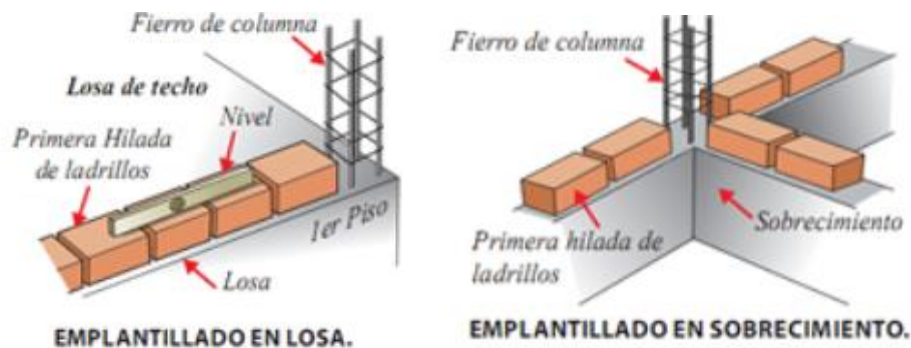 Fierro de columna
Losa de techo
Nivel
Primera Hilada
de ladrillos
1er Piso
Losa
EMPLANTILLADO EN LOSA.
Fierro de columna
Sobrecimiento
Primera hilada de
ladrillos
EMPLANTILLADO EN SOBRECIMIENTO.